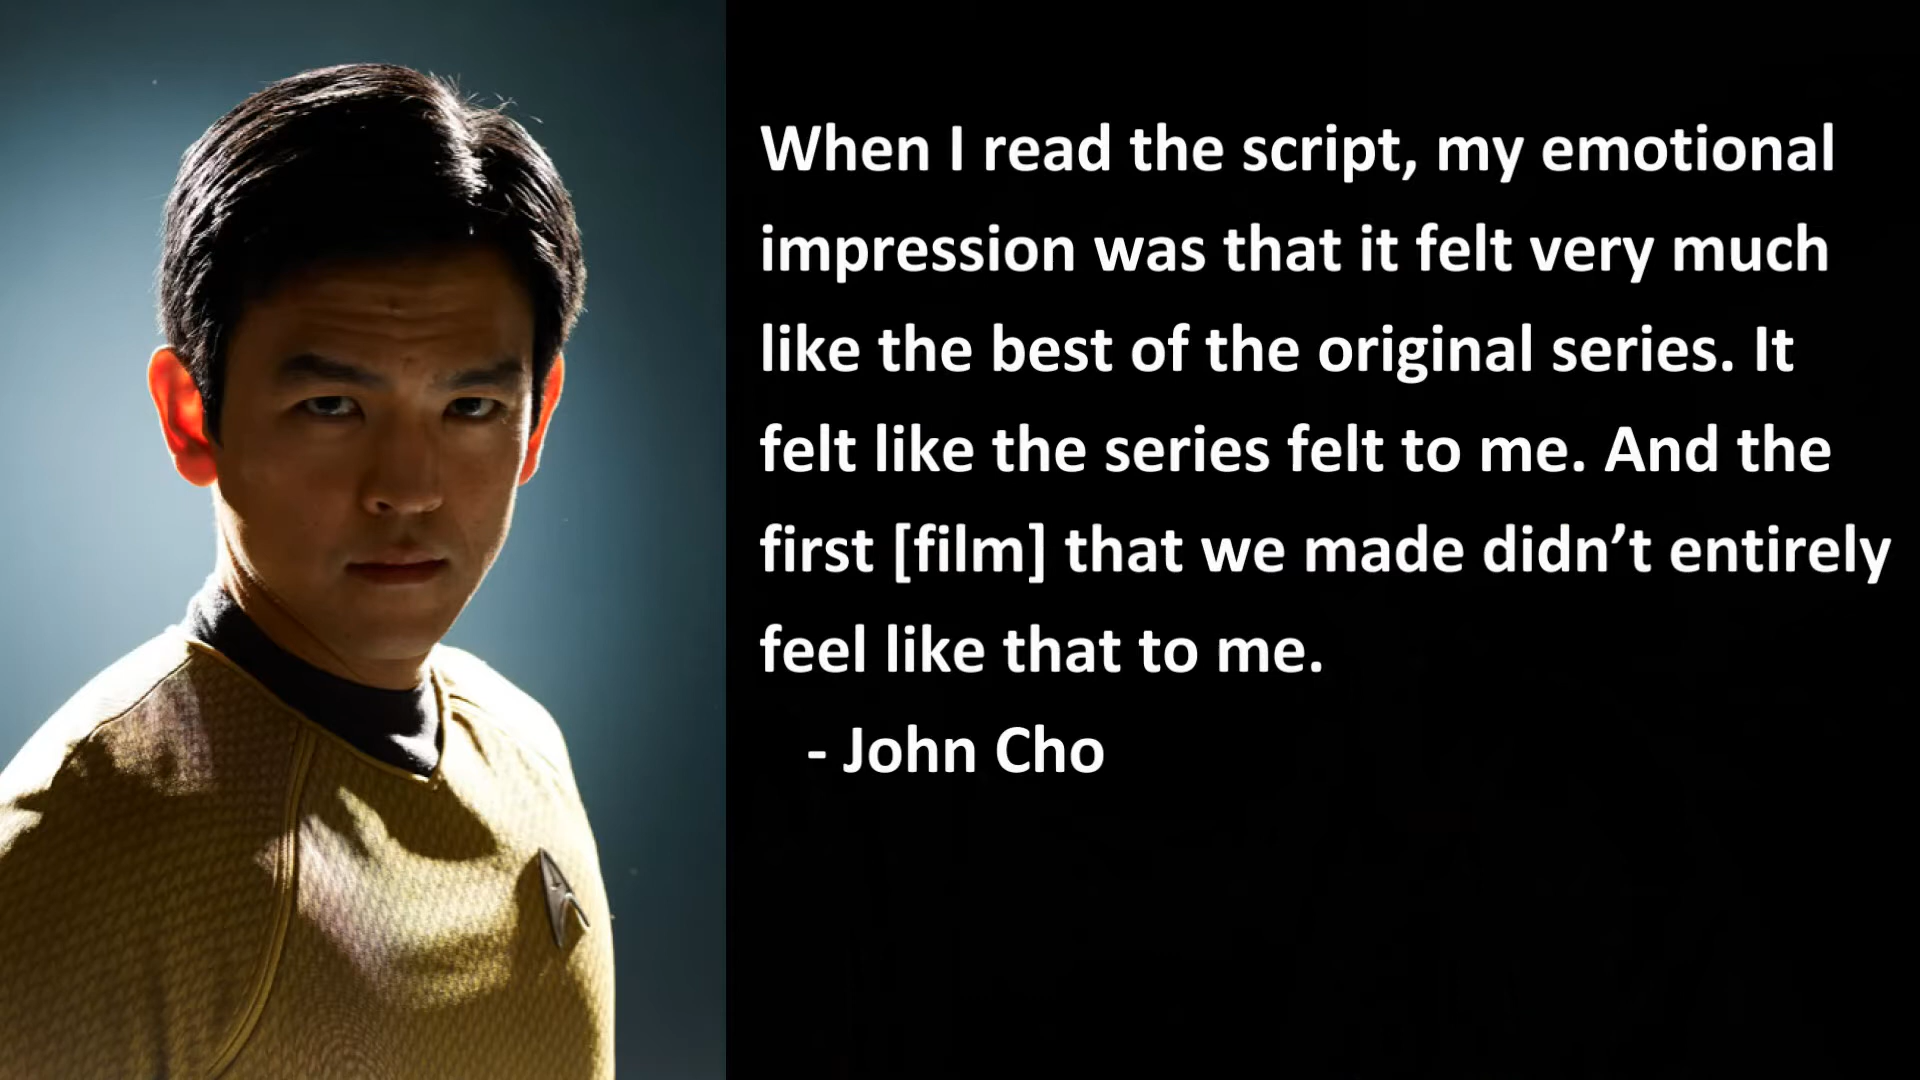 When I read the script, my emotional
impression was that it felt very much
like the best of the original series. It
felt like the series felt to me. And the
first [film] that we made didn’t entirely
feel like that to me.
- John Cho